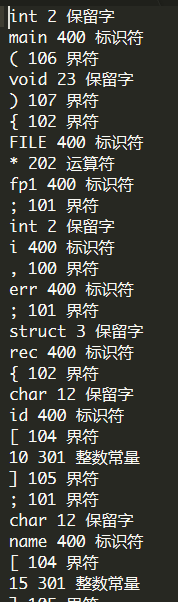 int 2 保留字
main 400 标识符
( 106 界符
void 23 保留字
) 107 界符
{ 102 界符
FILE 400 标识符
* 202 运算符
fp1 400 标识符
; 101 界符
int 2 保留字
i 400 标识符
, 100 界符
err 400 标识符
; 101 界符
struct 3 保留字
rec 400 标识符
{ 102 界符
char 12 保留字
id 400 标识符
[ 104 界符
10 301 整数常量
] 105 界符
; 101 界符
char 12 保留字
name 400 标识符
[ 104 界符
15 301 整数常量
] 105 界符